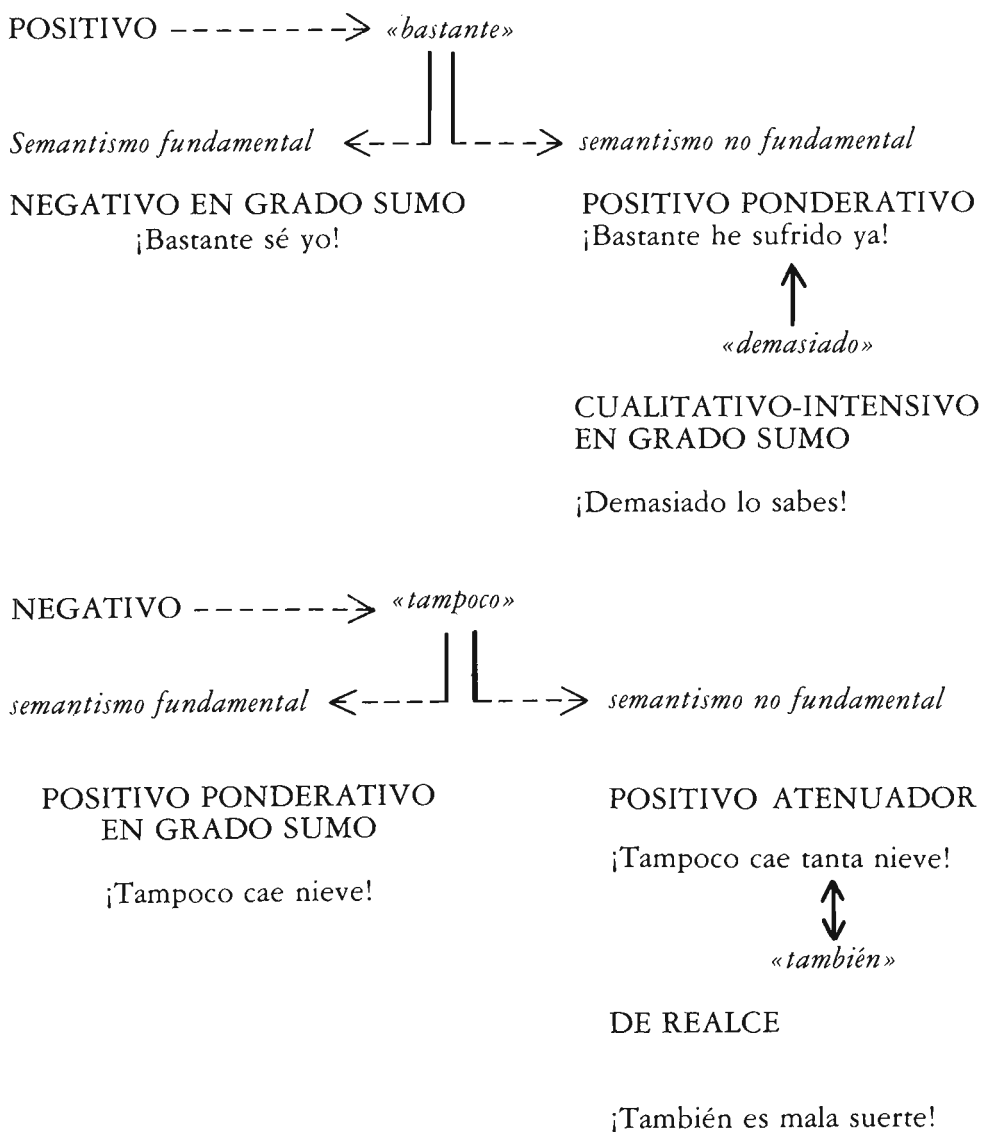 POSITIVO «bastante»
Semantismo fundamental semantismo no fundamental
NEGATIVO EN GRADO SUMO
¡Bastante sé yo!
POSITIVO PONDERATIVO
¡Bastante he sufrido ya!
«demasiado»
CUALITATIVO-INTENSIVO
EN GRADO SUMO
¡Demasiado lo sabes!
NEGATIVO «tampoco»
semantismo fundamental semantismo no fundamental
POSITIVO PONDERATIVO
EN GRADO SUMO
¡Tampoco cae nieve!
POSITIVO ATENUADOR
¡Tampoco cae tanta nieve!
«también»
DE REALCE
¡También es mala suerte!